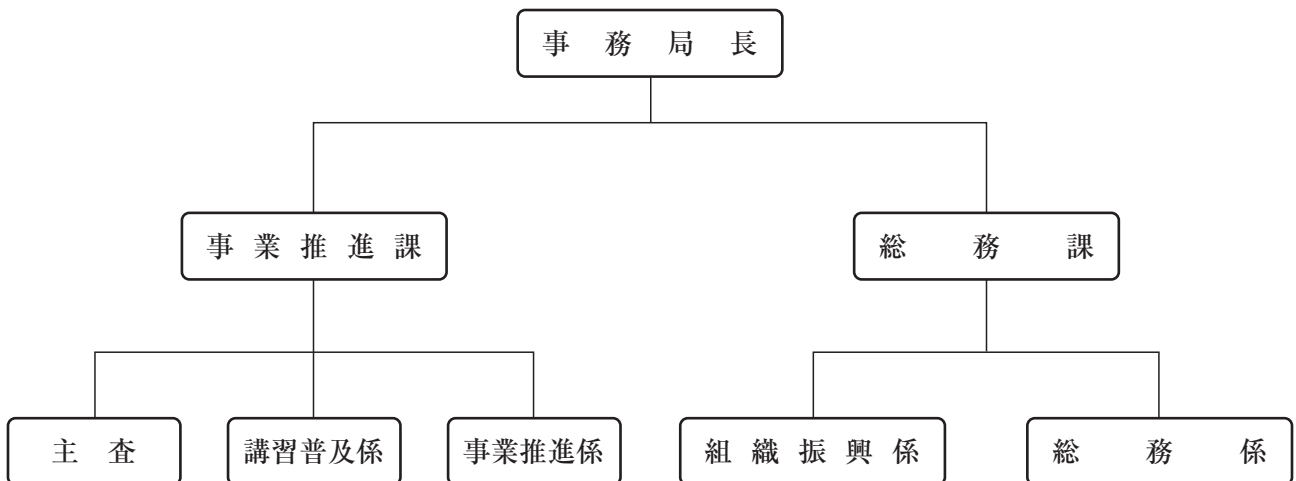 事務局長
事業推進課
総務課
主査
講習普及係
事業推進係
組織振興係
総務係